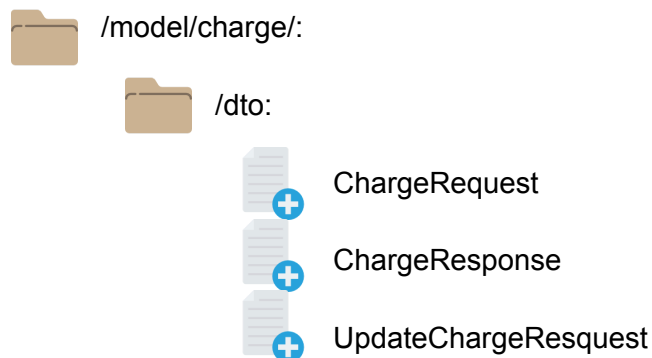 /model/charge/:
/dto:
ChargeRequest
ChargeResponse
UpdateChargeResquest